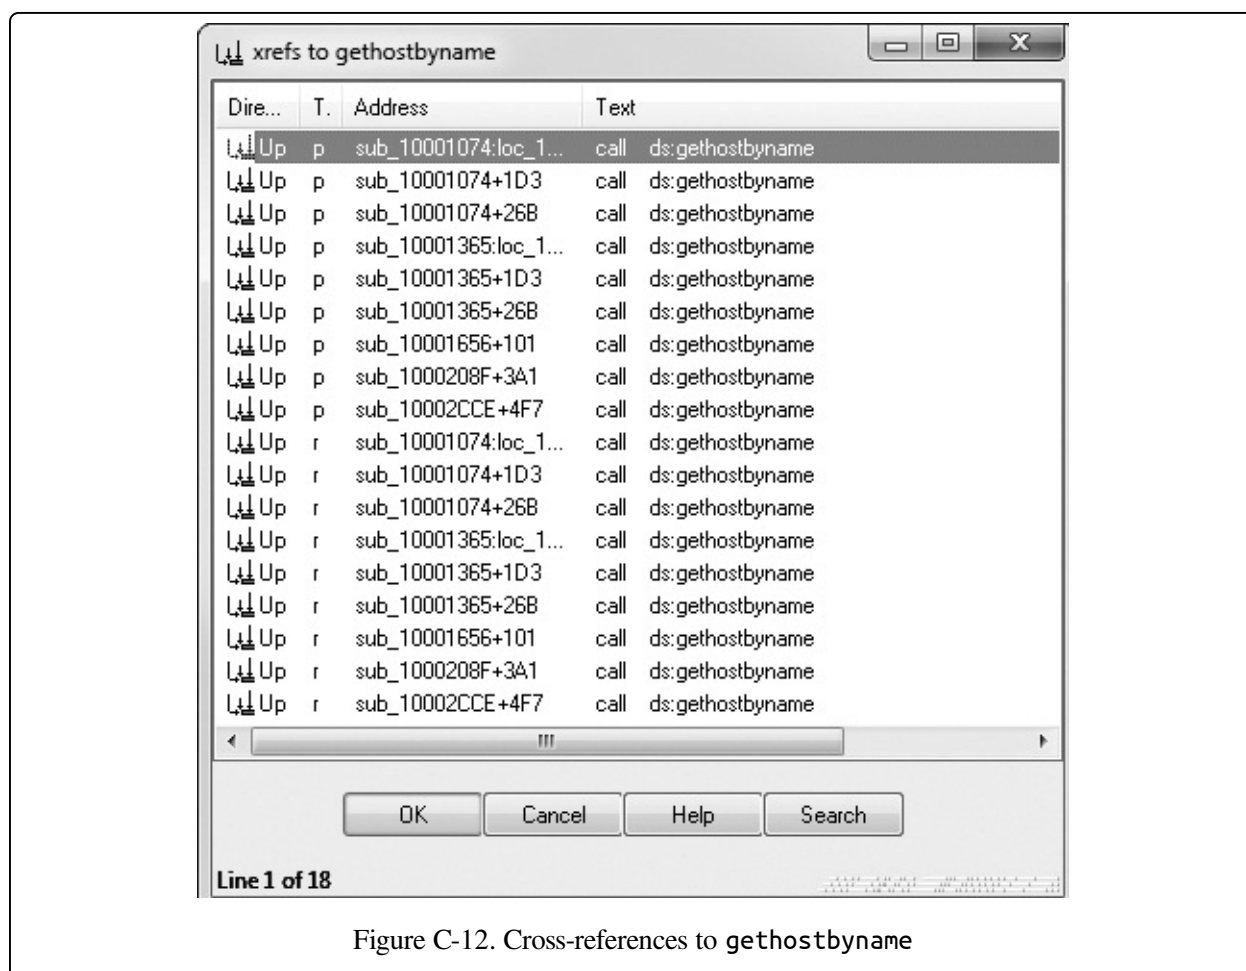 xrefs to gethostbyname
Dire... T. Address Text
Up p sub_10001074:loc_1... call ds:gethostbyname
Up p sub_10001074+1D3 call ds:gethostbyname
Up p sub_10001074+26B call ds:gethostbyname
Up p sub_10001365:loc_1... call ds:gethostbyname
Up p sub_10001365+1D3 call ds:gethostbyname
Up p sub_10001365+26B call ds:gethostbyname
Up p sub_10001656+101 call ds:gethostbyname
Up p sub_1000208F+3A1 call ds:gethostbyname
Up p sub_10002CCE+4F7 call ds:gethostbyname
Up r sub_10001074:loc_1... call ds:gethostbyname
Up r sub_10001074+1D3 call ds:gethostbyname
Up r sub_10001074+26B call ds:gethostbyname
Up r sub_10001365:loc_1... call ds:gethostbyname
Up r sub_10001365+1D3 call ds:gethostbyname
Up r sub_10001365+26B call ds:gethostbyname
Up r sub_10001656+101 call ds:gethostbyname
Up r sub_1000208F+3A1 call ds:gethostbyname
Up r sub_10002CCE+4F7 call ds:gethostbyname
OK Cancel Help Search
Line 1 of 18
Figure C-12. Cross-references to gethostbyname